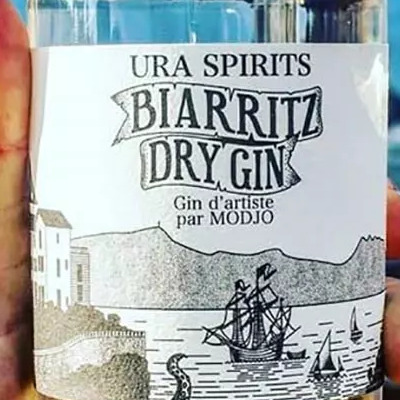 URA SPIRITS
BIARRITZ
DRY GIN
Gin d'artiste
par MODJO